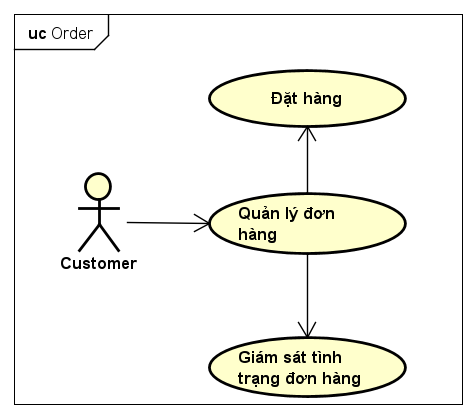 uc Order
Đặt hàng
Quản lý đơn
hàng
Customer
Giám sát tình
trạng đơn hàng